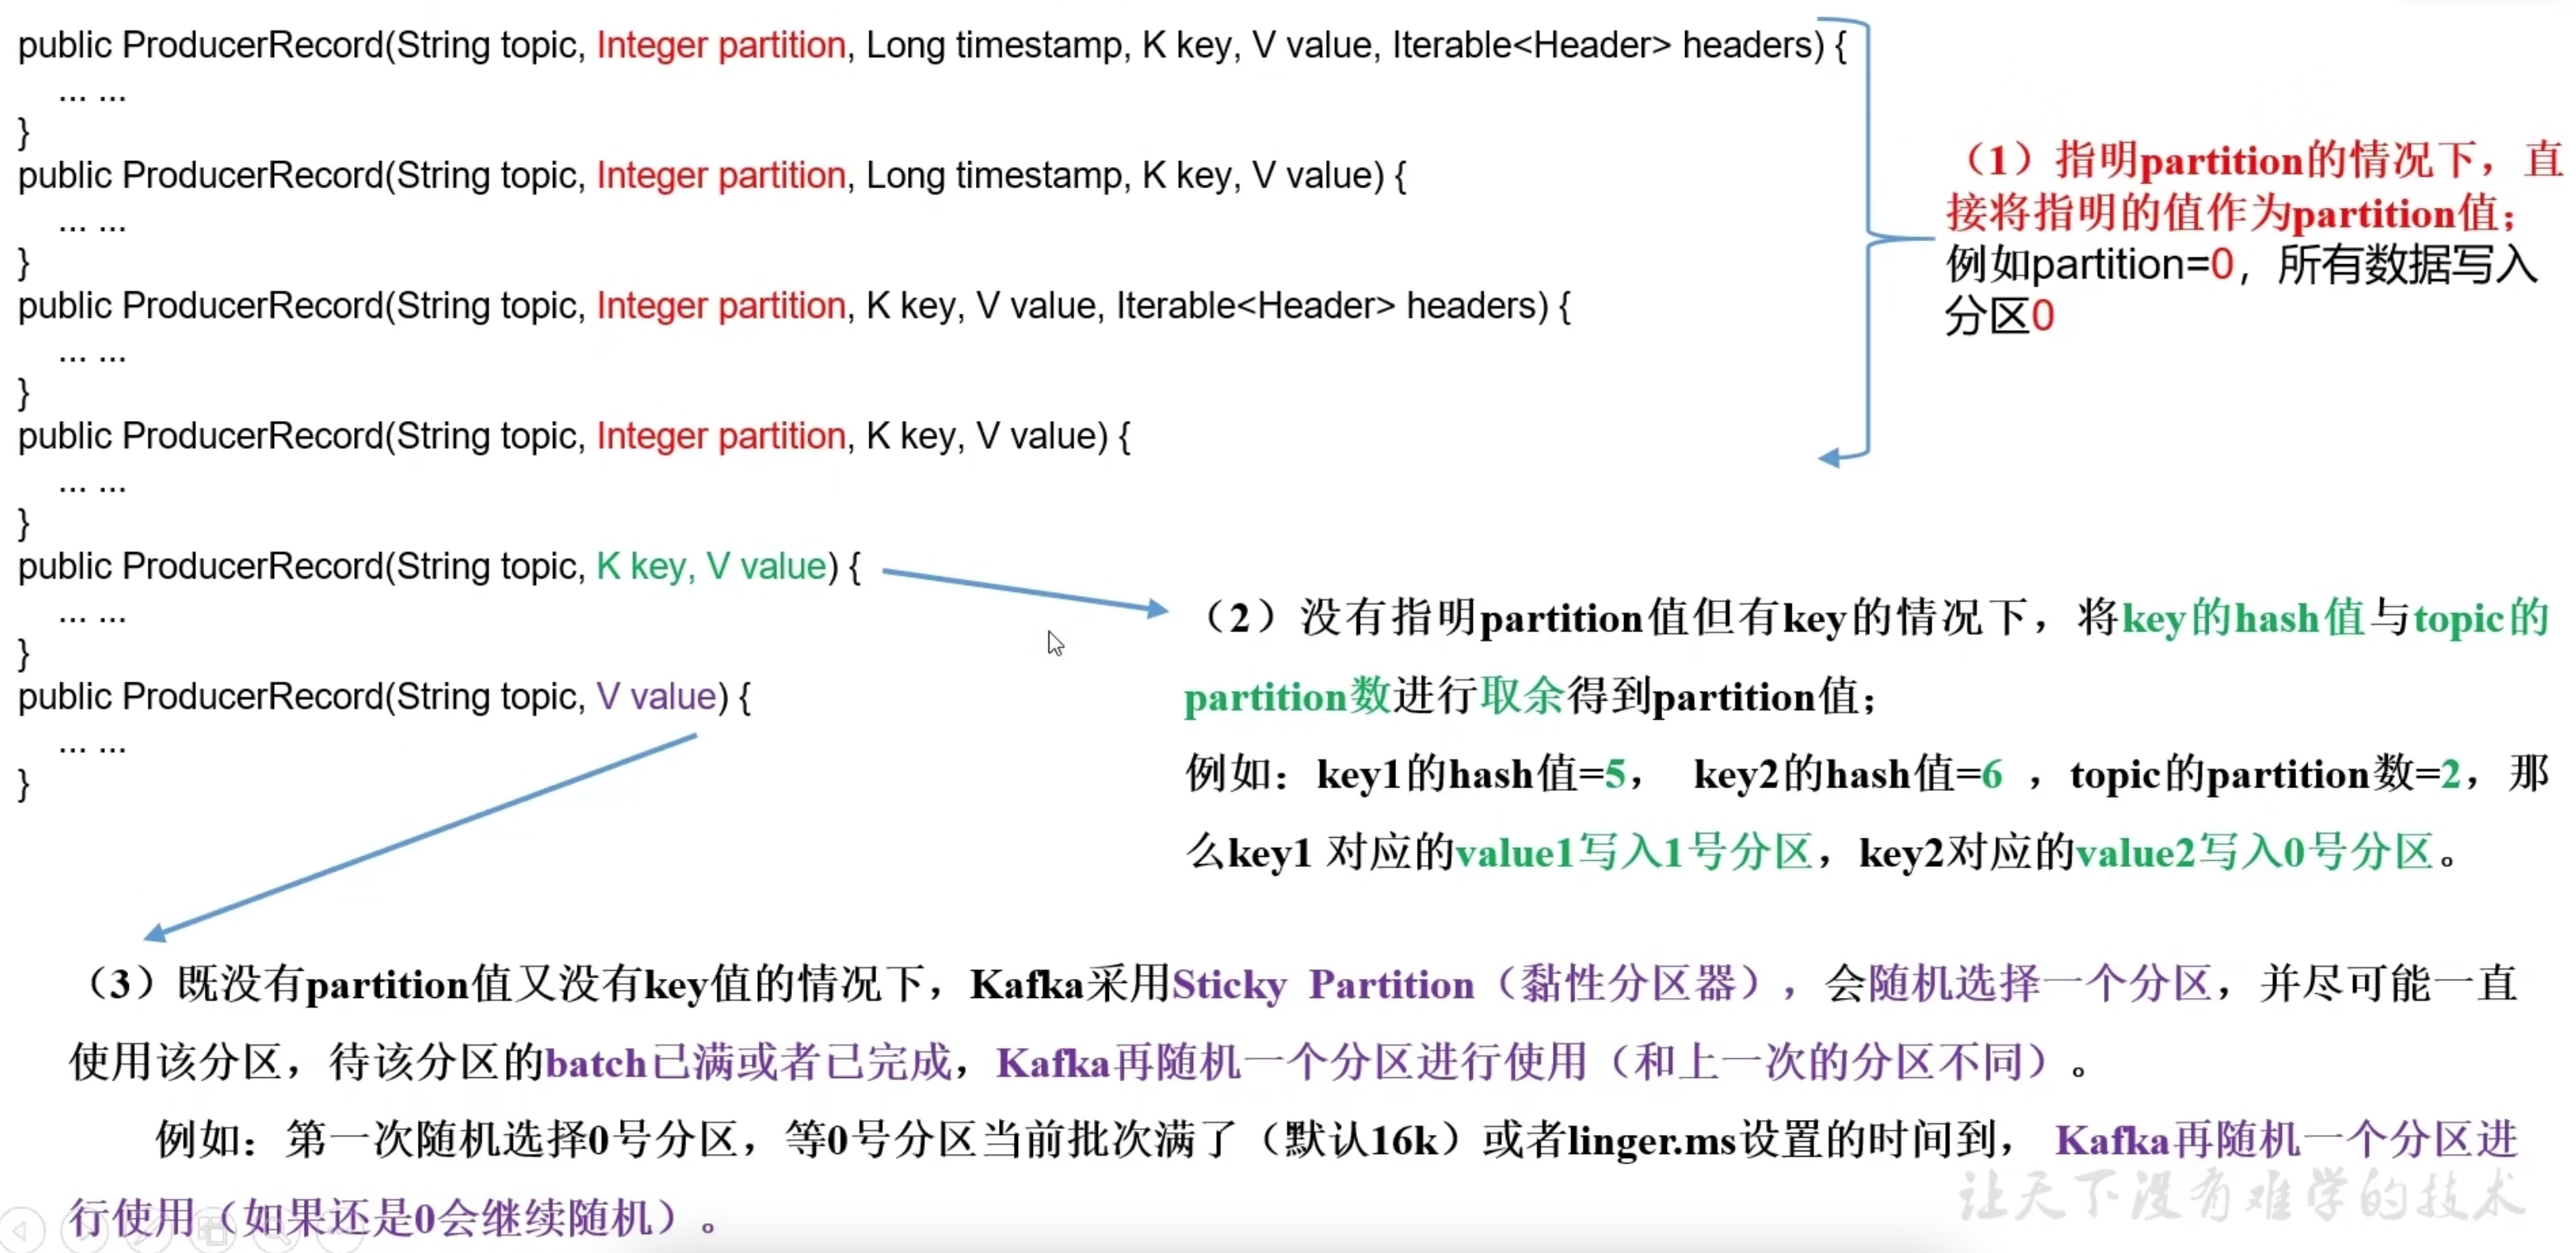 public ProducerRecord(String topic, Integer partition, Long timestamp, K key, V value, Iterable<Header> headers) {
... ...
}
public ProducerRecord(String topic, Integer partition, Long timestamp, K key, V value) {
... ...
}
public ProducerRecord(String topic, Integer partition, K key, V value, Iterable<Header> headers) {
... ...
}
public ProducerRecord(String topic, Integer partition, K key, V value) {
... ...
}
public ProducerRecord(String topic, K key, V value) {
... ...
}
public ProducerRecord(String topic, V value) {
... ...
}
（1）指明partition的情况下，直
接将指明的值作为partition值；
例如partition=0，所有数据写入
分区0
（2）没有指明partition值但有key的情况下，将key的hash值与topic的
partition数进行取余得到partition值；
例如：key1的hash值=5， key2的hash值=6 ，topic的partition数=2，那
么key1 对应的value1写入1号分区，key2对应的value2写入0号分区。
（3）既没有partition值又没有key值的情况下，Kafka采用Sticky Partition（黏性分区器），会随机选择一个分区，并尽可能一直
使用该分区，待该分区的batch已满或者已完成，Kafka再随机一个分区进行使用（和上一次的分区不同）。
例如：第一次随机选择0号分区，等0号分区当前批次满了（默认16k）或者linger.ms设置的时间到， Kafka再随机一个分区进
行使用（如果还是0会继续随机）。
让天下没有难学的技术